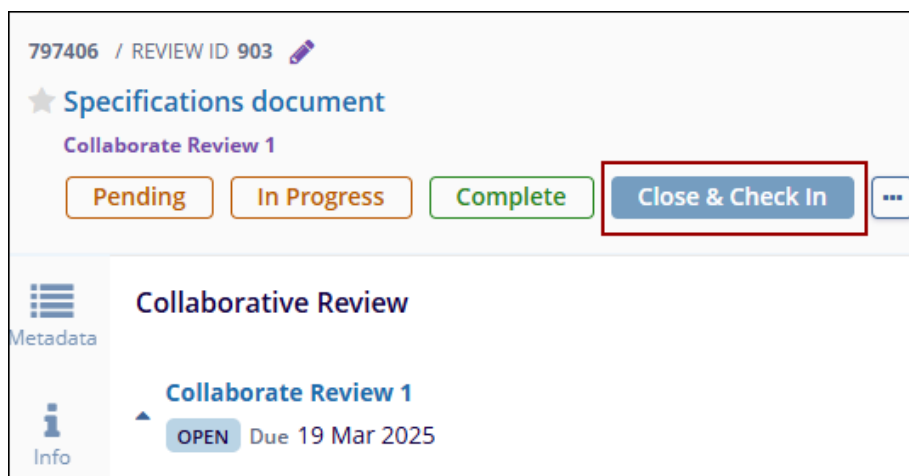 797406 / REVIEW ID 903
Specifications document
Collaborate Review 1
Pending In Progress Complete Close & Check In ...
Metadata
Collaborative Review
Collaborate Review 1
OPEN Due 19 Mar 2025
Info